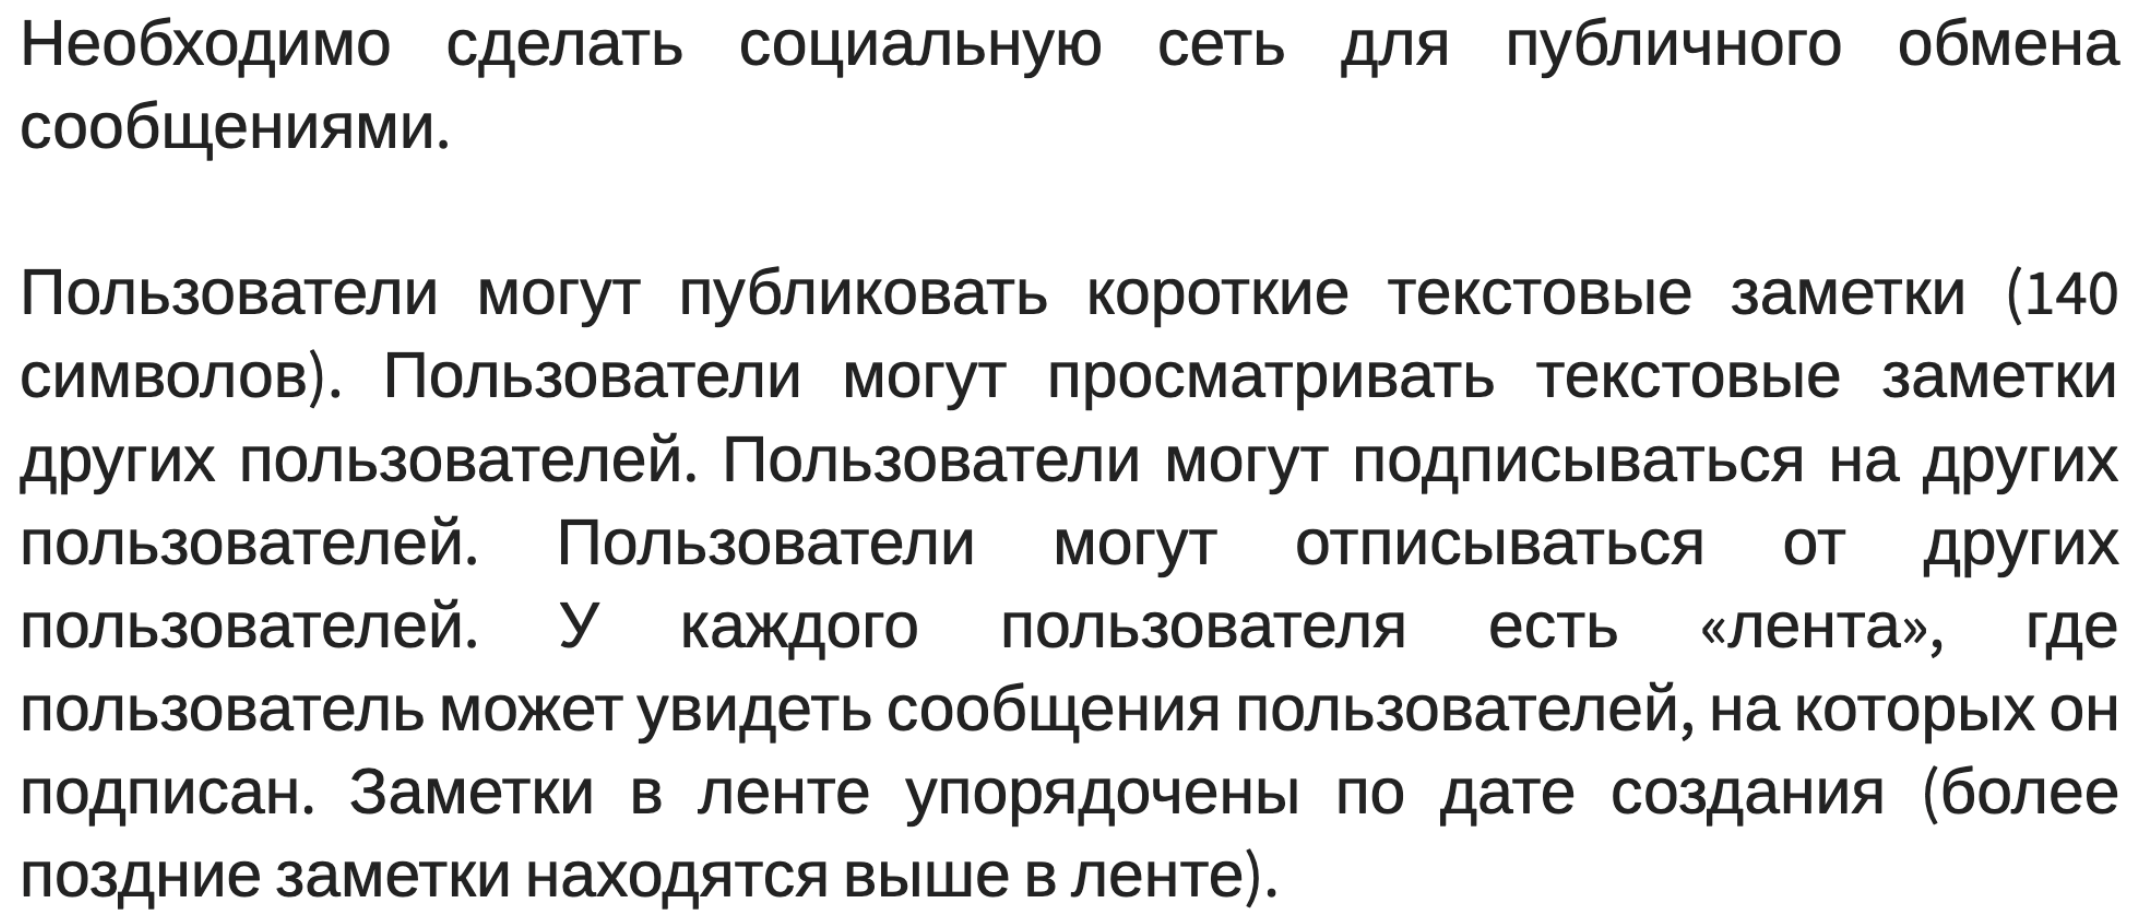 Необходимо сделать социальную сеть для публичного обмена
сообщениями.
Пользователи могут публиковать короткие текстовые заметки (140
символов). Пользователи могут просматривать текстовые заметки
других пользователей. Пользователи могут подписываться на других
пользователей. Пользователи могут отписываться от других
пользователей. У каждого пользователя есть «лента», где
пользователь может увидеть сообщения пользователей, на которых он
подписан. Заметки в ленте упорядочены по дате создания (более
поздние заметки находятся выше в ленте).